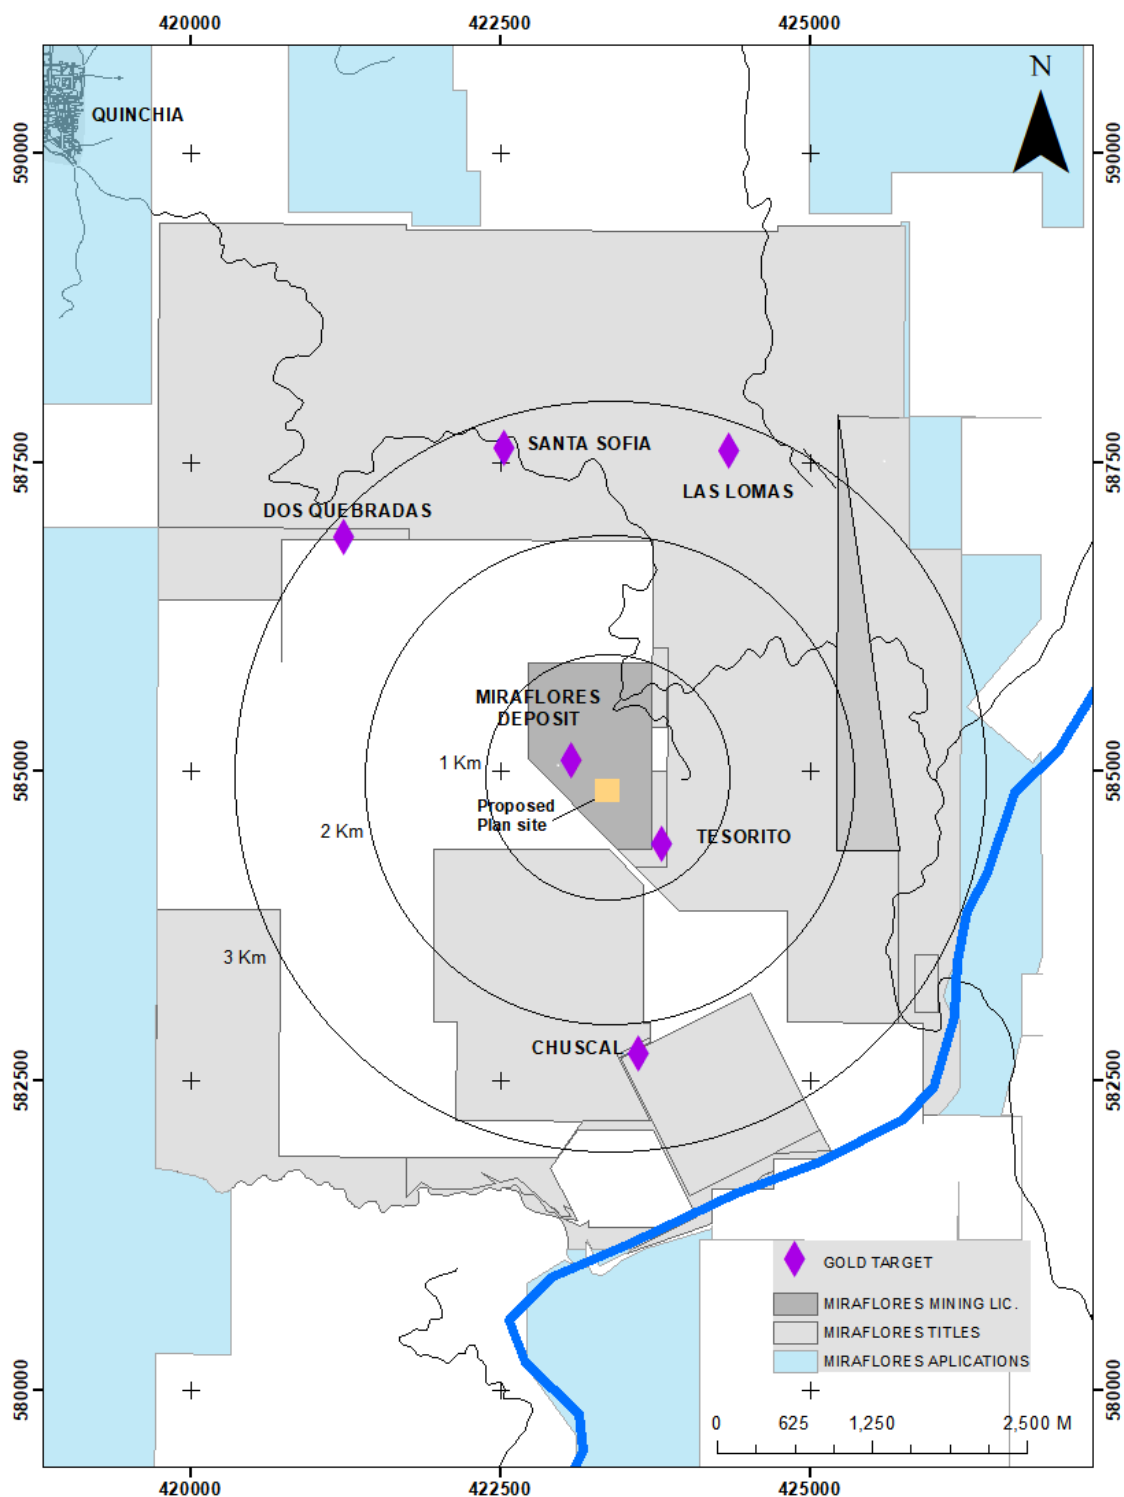 420000
422500
425000
N
QUINCHIA
590000
590000
SANTA SOFIA
587500
587500
LAS LOMAS
DOS QUEBRADAS
MIRAFLORES
DEPOSIT
1 Km
585000
585000
Proposed
Plan site
2 Km
TESORITO
3 Km
CHUSCAL
582500
582500
GOLD TARGET
MIRAFLORES MINING LIC.
MIRAFLORES TITLES
MIRAFLORES APLICATIONS
580000
580000
0 625 1,250 2,500 M
420000
422500
425000